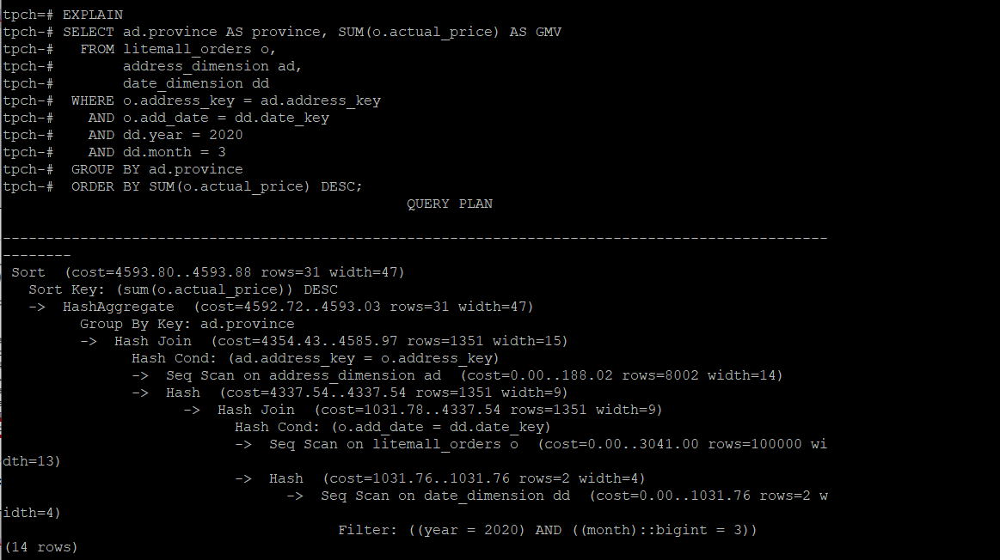 tpch=# EXPLAIN
tpch-# SELECT ad.province AS province, SUM(o.actual_price) AS GMV
tpch-#   FROM litemall_orders o,
tpch-#        address_dimension ad,
tpch-#        date_dimension dd
tpch-#  WHERE o.address_key = ad.address_key
tpch-#    AND o.add_date = dd.date_key
tpch-#    AND dd.year = 2020
tpch-#    AND dd.month = 3
tpch-#  GROUP BY ad.province
tpch-#  ORDER BY SUM(o.actual_price) DESC;
                                               QUERY PLAN
------------------------------------------------------------------------------------------------
--------
 Sort  (cost=4593.80..4593.88 rows=31 width=47)
   Sort Key: (sum(o.actual_price)) DESC
   ->  HashAggregate  (cost=4592.72..4593.03 rows=31 width=47)
         Group By Key: ad.province
         ->  Hash Join  (cost=4354.43..4585.97 rows=1351 width=15)
               Hash Cond: (ad.address_key = o.address_key)
               ->  Seq Scan on address_dimension ad  (cost=0.00..188.02 rows=8002 width=14)
               ->  Hash  (cost=4337.54..4337.54 rows=1351 width=9)
                     ->  Hash Join  (cost=1031.78..4337.54 rows=1351 width=9)
                           Hash Cond: (o.add_date = dd.date_key)
                           ->  Seq Scan on litemall_orders o  (cost=0.00..3041.00 rows=100000 wi
dth=13)
                           ->  Hash  (cost=1031.76..1031.76 rows=2 width=4)
                                 ->  Seq Scan on date_dimension dd  (cost=0.00..1031.76 rows=2 w
idth=4)
                                       Filter: ((year = 2020) AND ((month)::bigint = 3))
(14 rows)